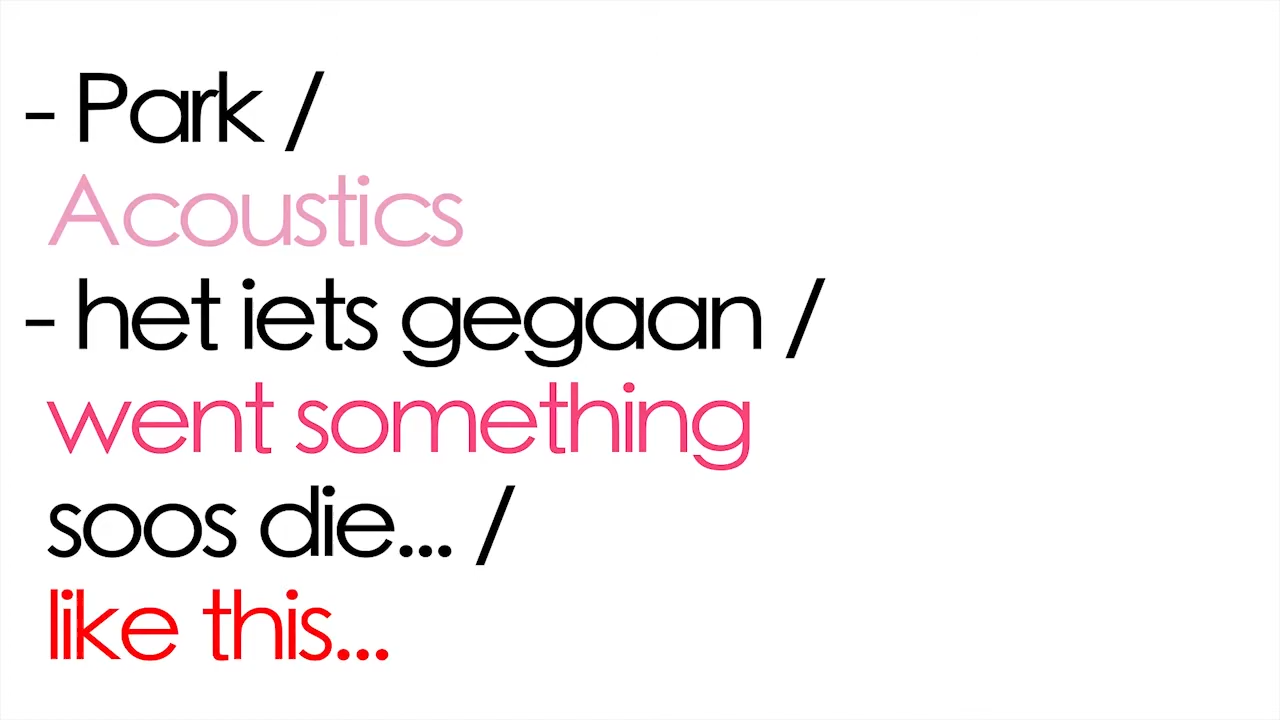 - Park /
Acoustics
- het iets gegaan /
went something
soos die... /
like this...